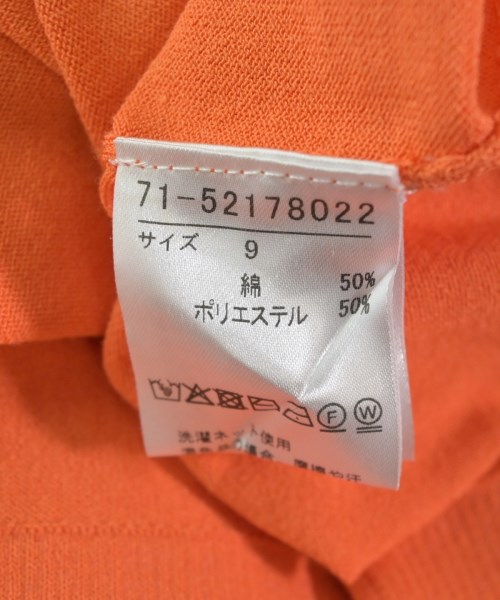 71-52178022
サイズ 9
綿 50%
ポリエステル 50%
F W
洗濯ネット使用